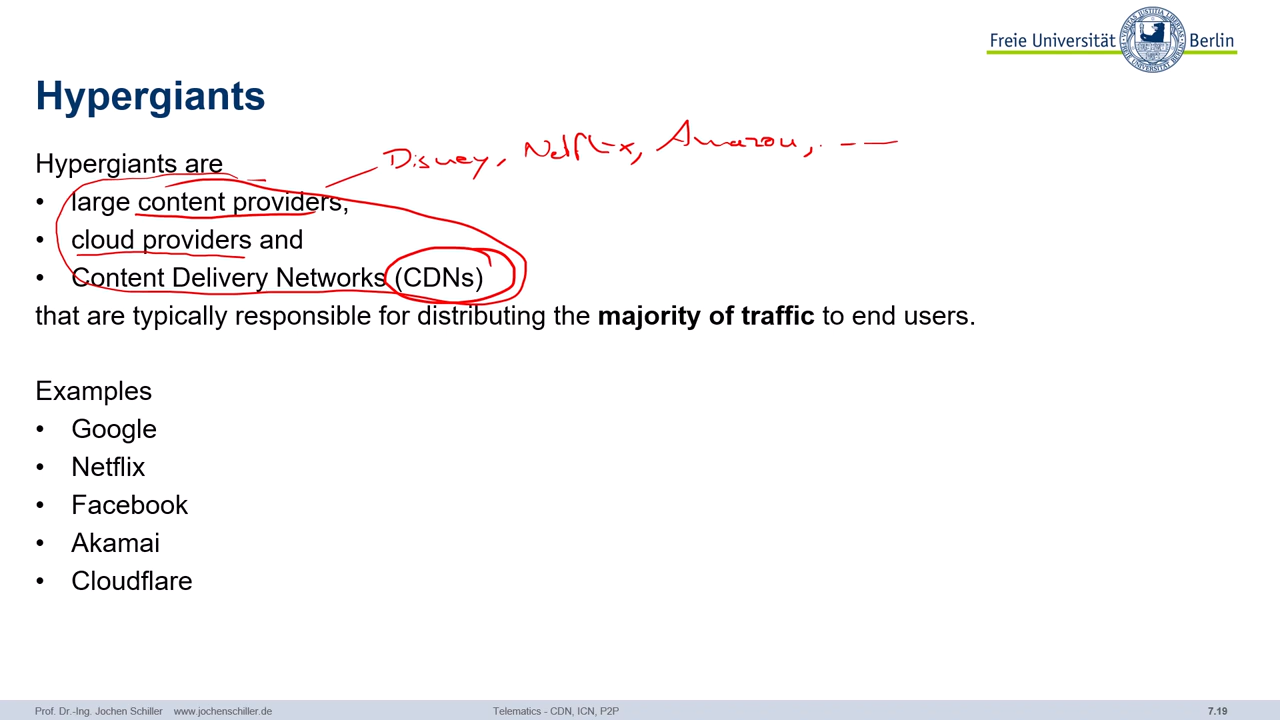 Freie Universität Berlin
Hypergiants
Disney, Netflix, Amazon, ...
Hypergiants are
• large content providers,
• cloud providers and
• Content Delivery Networks (CDNs)
that are typically responsible for distributing the majority of traffic to end users.
Examples
• Google
• Netflix
• Facebook
• Akamai
• Cloudflare
Prof. Dr.-Ing. Jochen Schiller www.jochenschiller.de Telematics - CDN, ICN, P2P 7.19